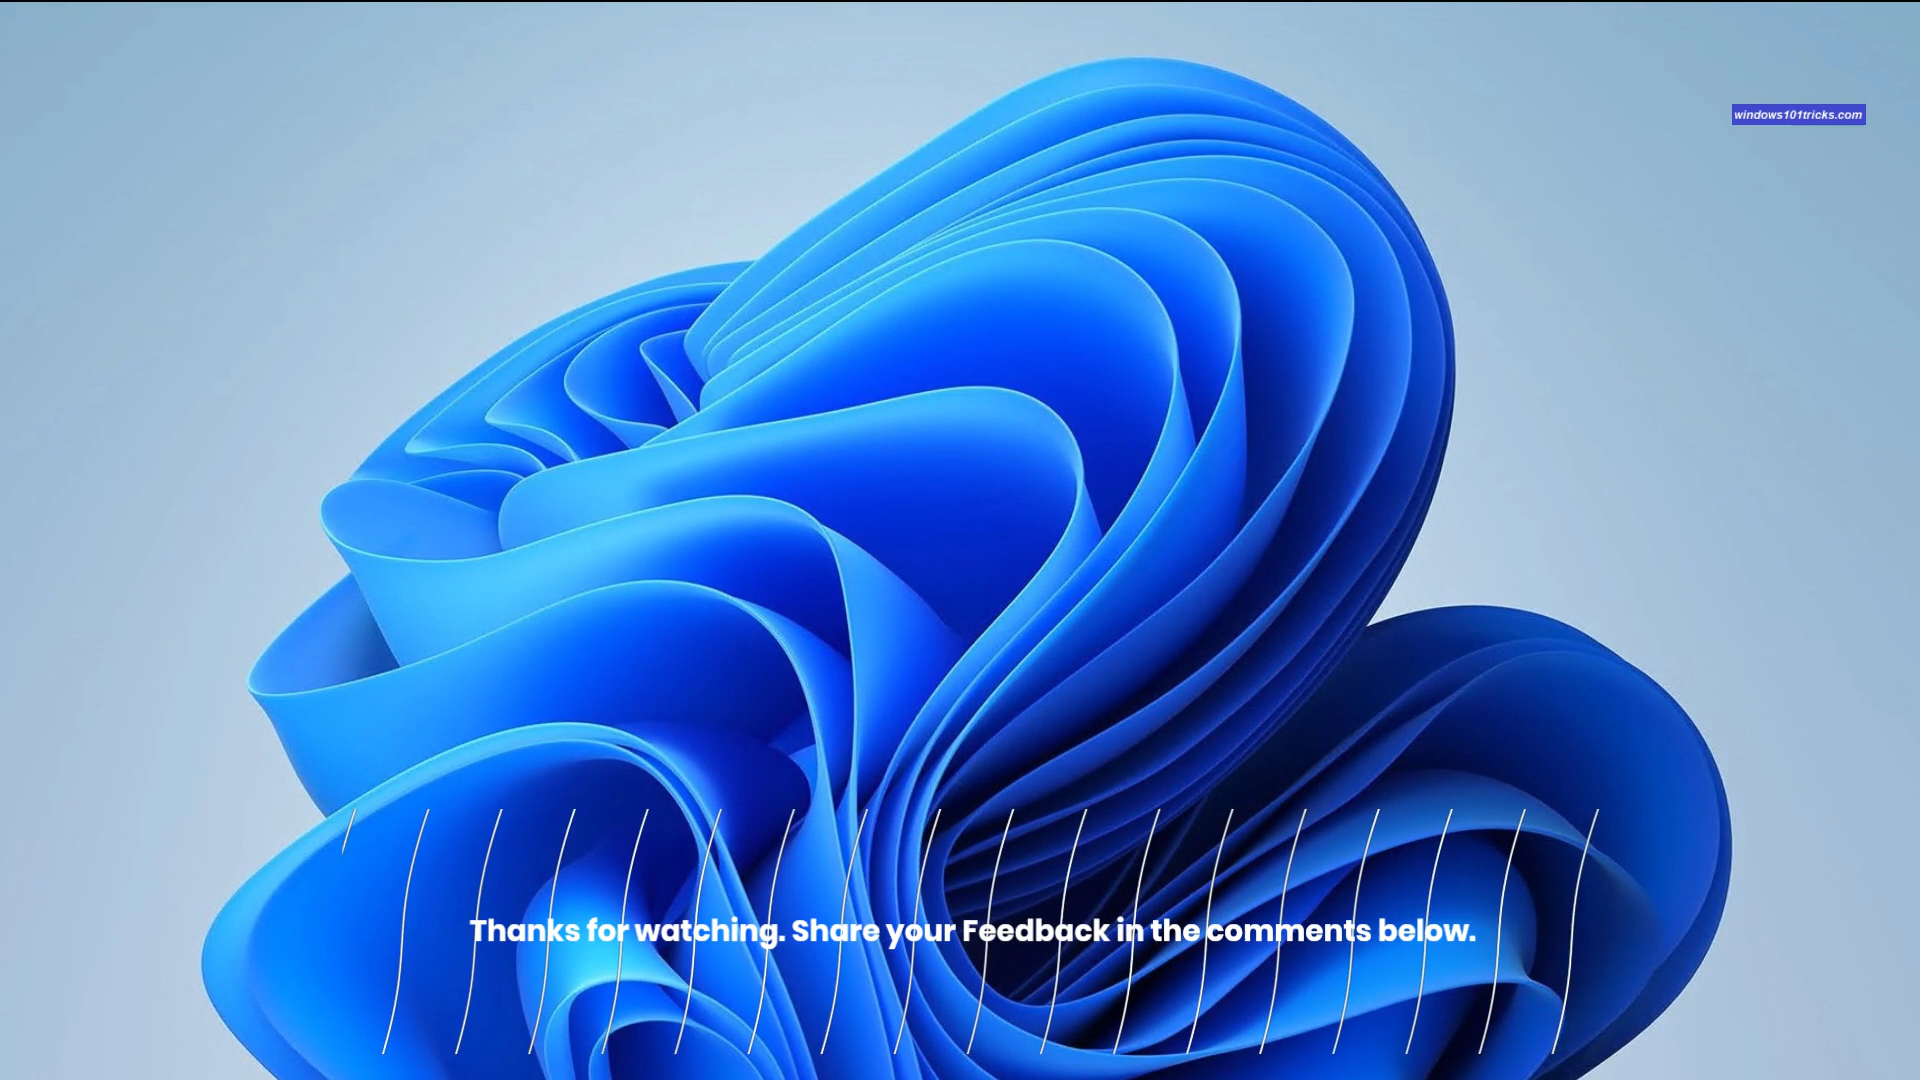 windows101tricks.com
Thanks for watching. Share your Feedback in the comments below.